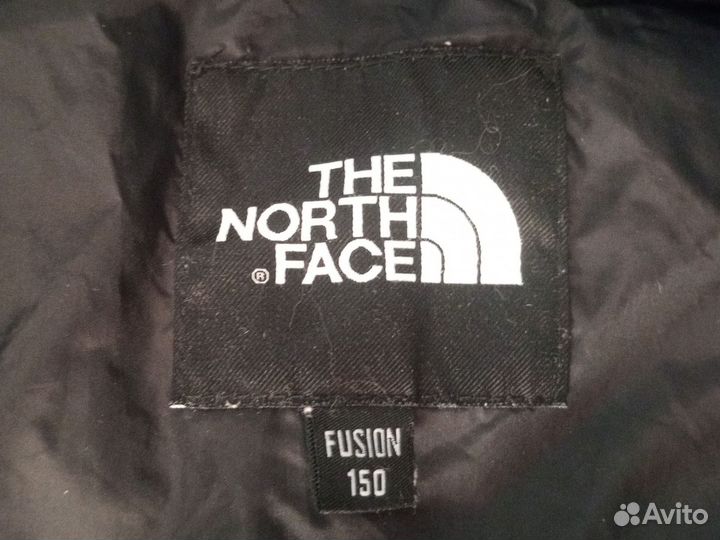 THE
NORTH
® FACE
FUSION
150
Avito